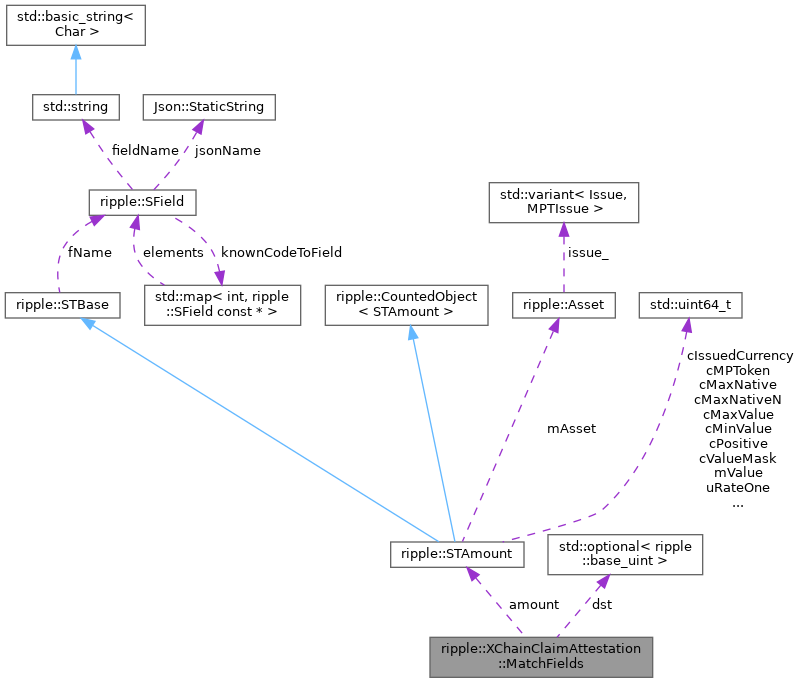 std::basic_string<
Char >
std::string
Json::StaticString
fieldName
jsonName
ripple::SField
std::variant< Issue,
MPTIssue >
fName
elements
knownCodeToField
issue_
ripple::STBase
std::map< int, ripple
::SField const * >
ripple::CountedObject
< STAmount >
ripple::Asset
std::uint64_t
cIssuedCurrency
cMPToken
cMaxNative
cMaxNativeN
cMaxValue
cMinValue
cPositive
cValueMask
mValue
uRateOne
...
mAsset
ripple::STAmount
std::optional< ripple
::base_uint >
amount
dst
ripple::XChainClaimAttestation
::MatchFields